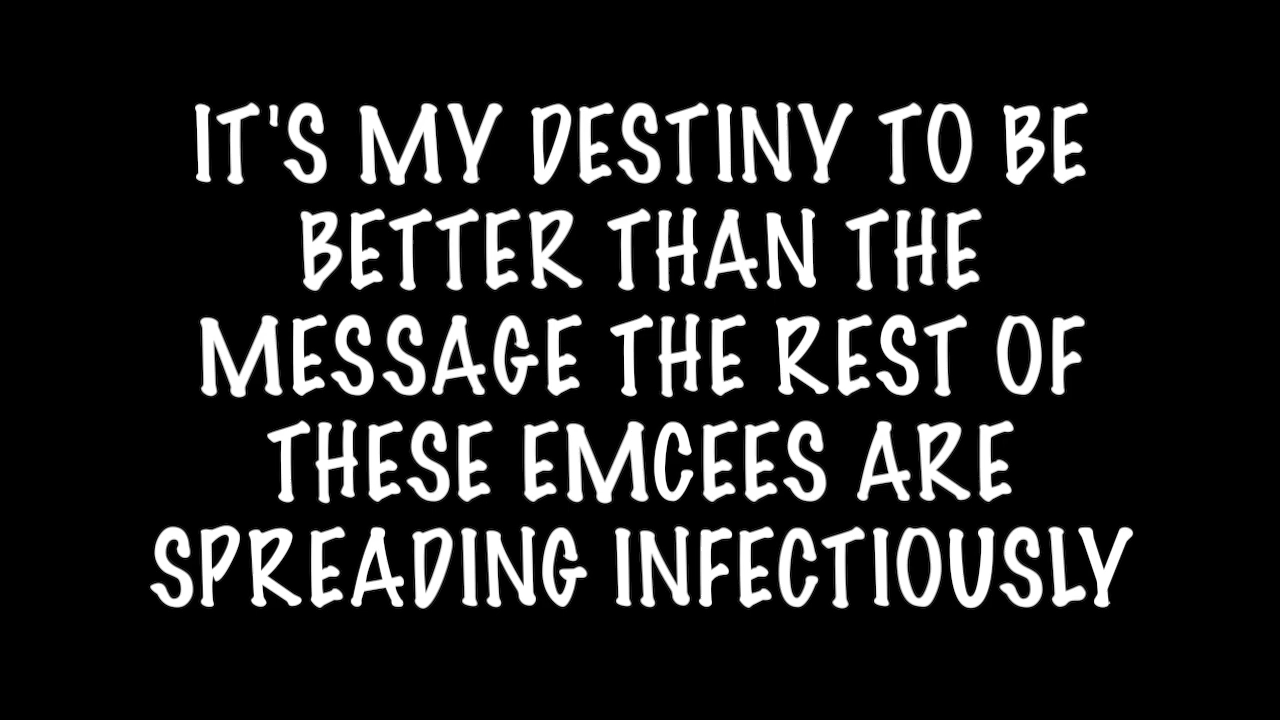 IT'S MY DESTINY TO BE
BETTER THAN THE
MESSAGE THE REST OF
THESE EMCEES ARE
SPREADING INFECTIOUSLY